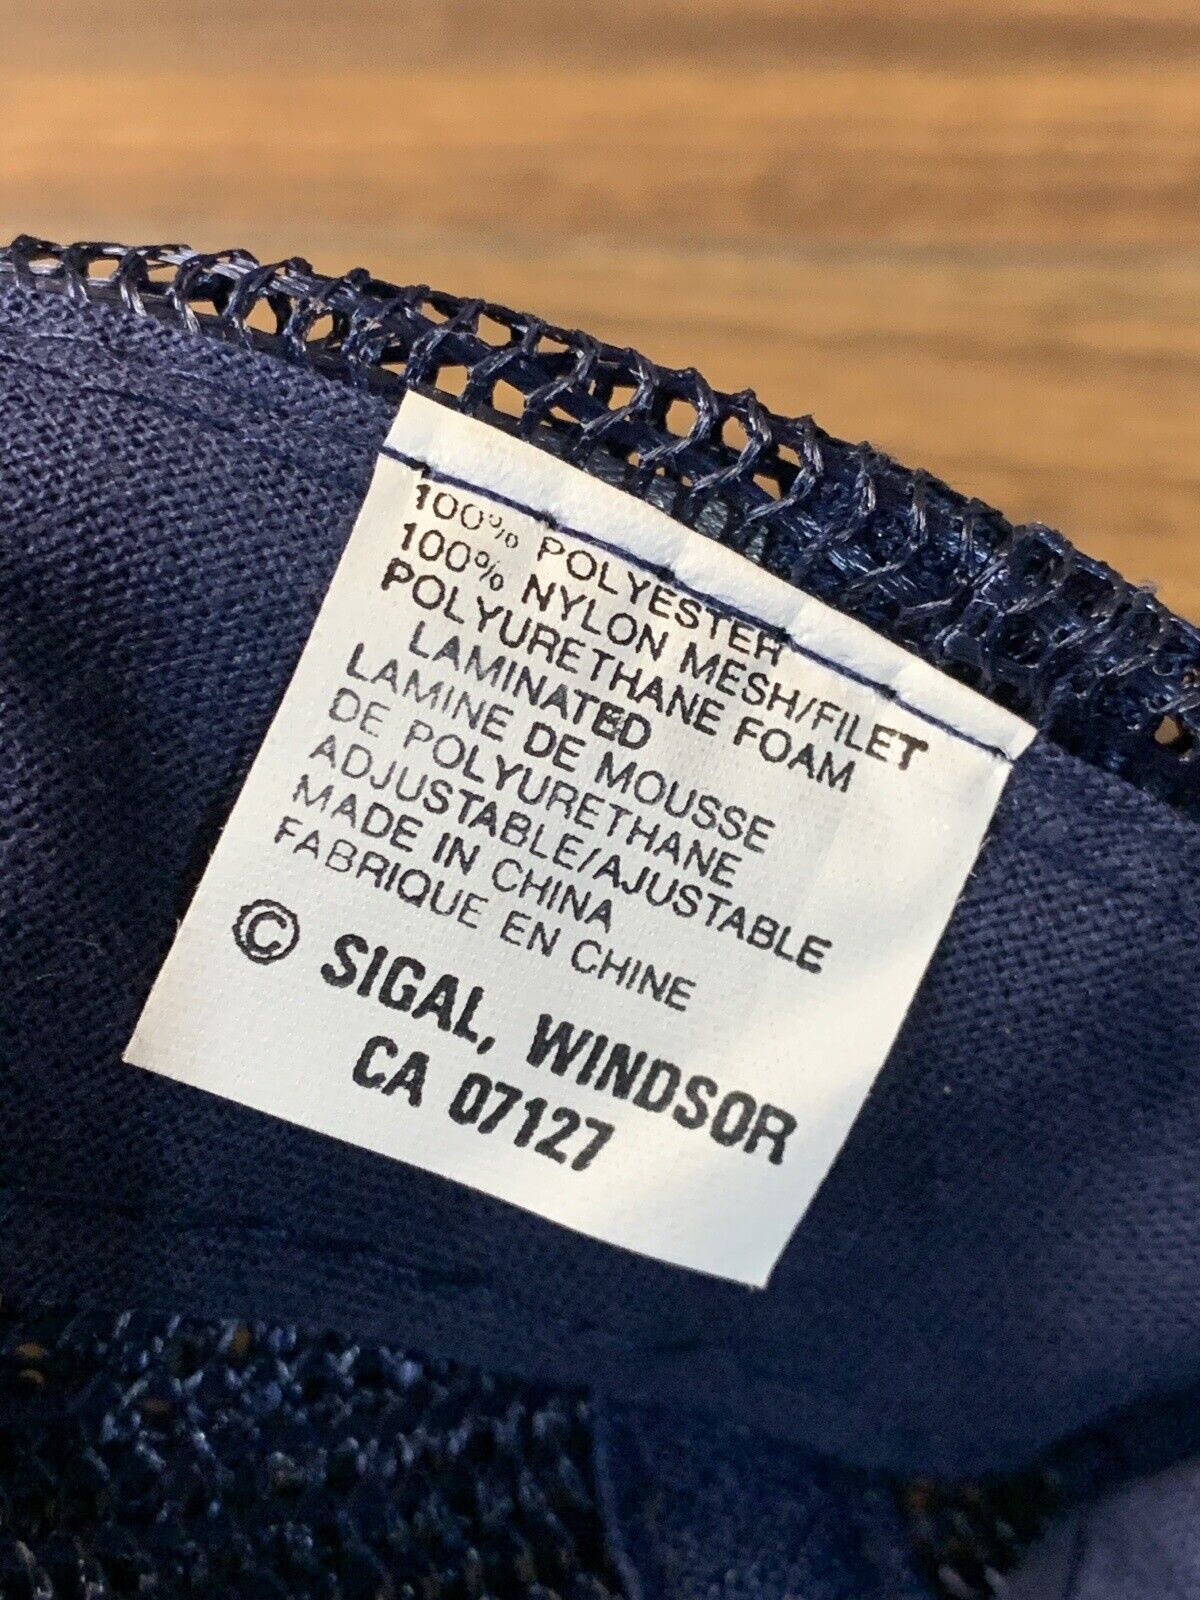 100% POLYESTER
100% NYLON MESH/FILET
POLYURETHANE FOAM
LAMINATED
LAMINE DE MOUSSE
DE POLYURETHANE
ADJUSTABLE/AJUSTABLE
MADE IN CHINA
FABRIQUE EN CHINE
© SIGAL, WINDSOR
CA 07127